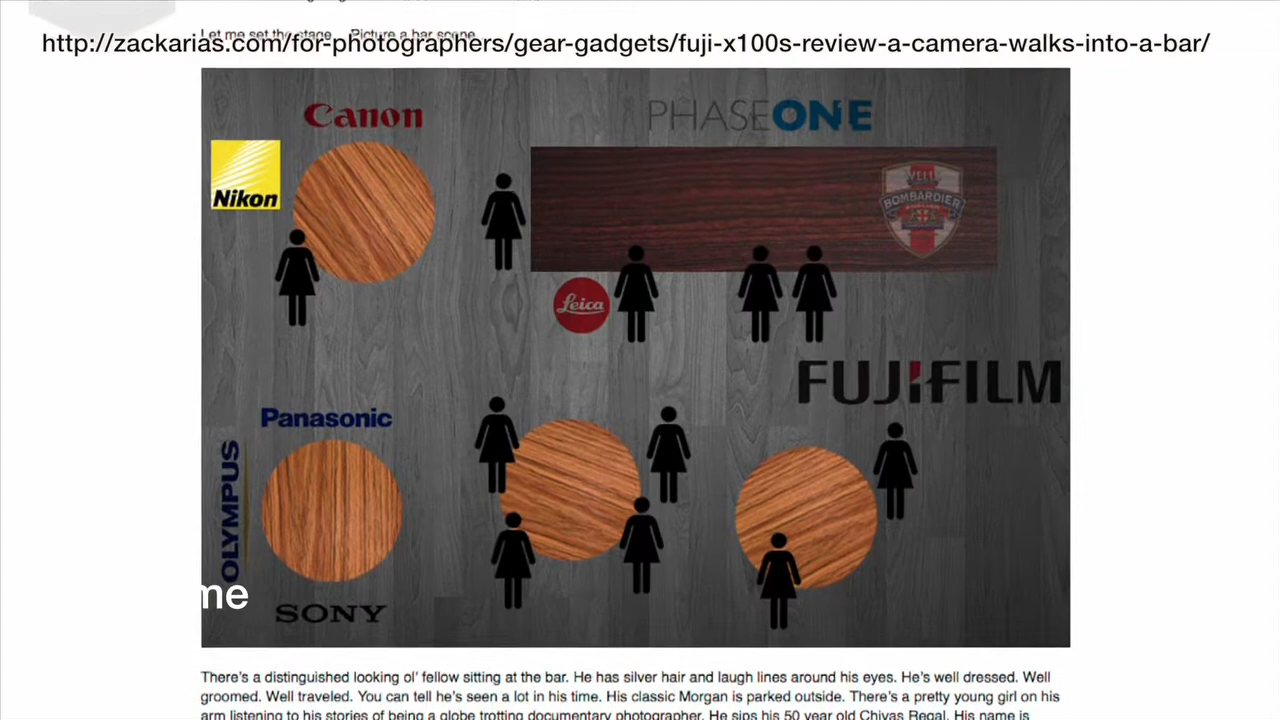 Let me set the stage. Picture a bar scene.
http://zackarias.com/for-photographers/gear-gadgets/fuji-x100s-review-a-camera-walks-into-a-bar/
Canon
PHASEONE
Nikon
WELLS
BOMBARDIER
Leica
FUJIFILM
Panasonic
OLYMPUS
me
SONY
There's a distinguished looking ol' fellow sitting at the bar. He has silver hair and laugh lines around his eyes. He's well dressed. Well
groomed. Well traveled. You can tell he's seen a lot in his time. His classic Morgan is parked outside. There's a pretty young girl on his
arm listening to his stories of being a globe trotting documentary photographer. He sips his 50 year old Chivas Regal. His name is